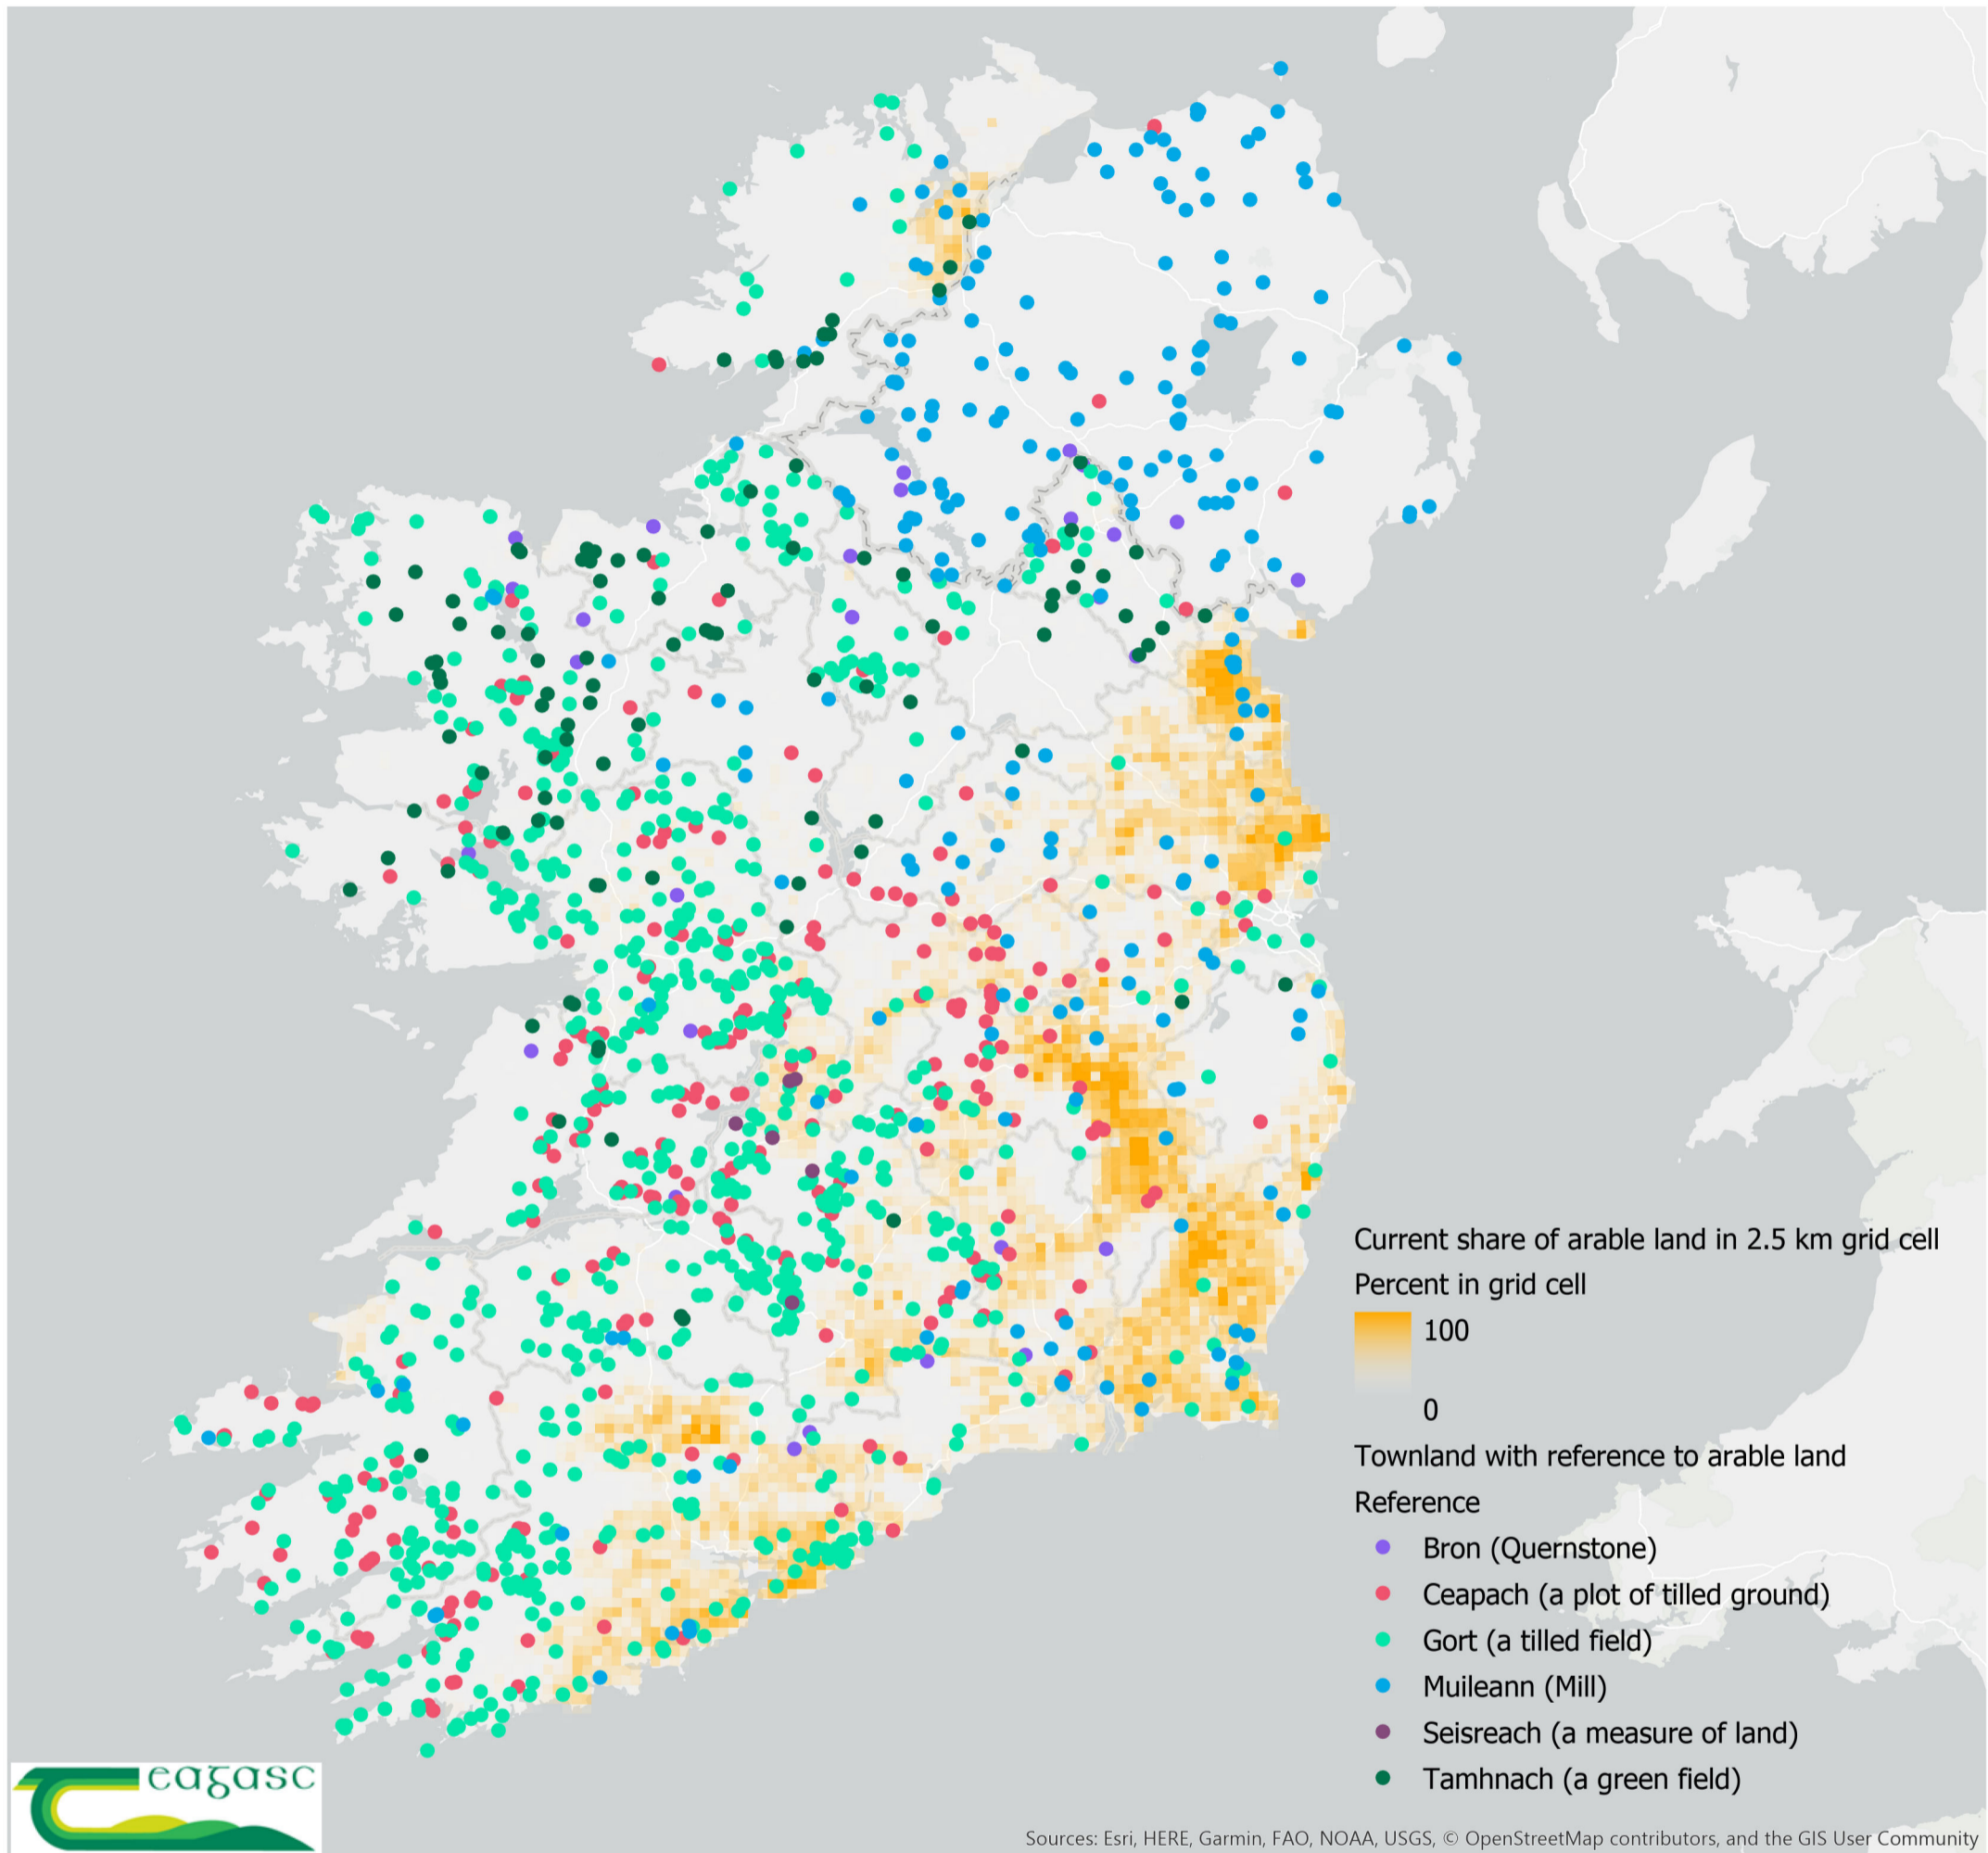 Current share of arable land in 2.5 km grid cell
Percent in grid cell
100
0
Townland with reference to arable land
Reference
Bron (Quernstone)
Ceapach (a plot of tilled ground)
Gort (a tilled field)
Muileann (Mill)
Seisreach (a measure of land)
Tamhnach (a green field)
eagasc
Sources: Esri, HERE, Garmin, FAO, NOAA, USGS, © OpenStreetMap contributors, and the GIS User Community